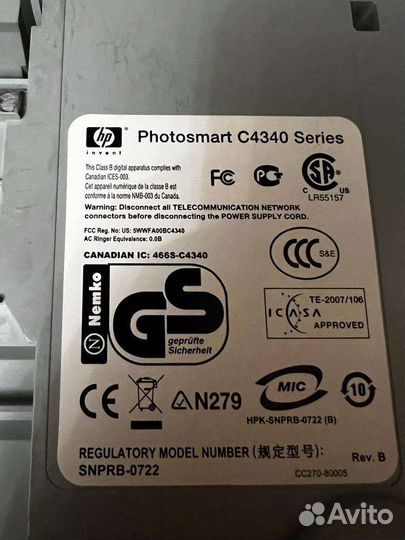 hp
invent
Photosmart C4340 Series
This Class B digital apparatus complies with
Canadian ICES-003.
Cet appareil numérique de la classe B est
conforme à la norme NMB-003 du Canada.
FC
PG
SA
LR55157
Warning: Disconnect all TELECOMMUNICATION NETWORK
connectors before disconnecting the POWER SUPPLY CORD.
FCC Reg. No: US: 5WWFA00BC4340
AC Ringer Equivalence: 0.0B
CANADIAN IC: 466S-C4340
CCC
S&E
N Nemko
GS
geprüfte
Sicherheit
ICASA
TE-2007/106
APPROVED
CE
N279
MIC
HPK-SNPRB-0722 (B)
10
REGULATORY MODEL NUMBER (规定型号):
SNPRB-0722
Rev. B
CC270-80005
Avito